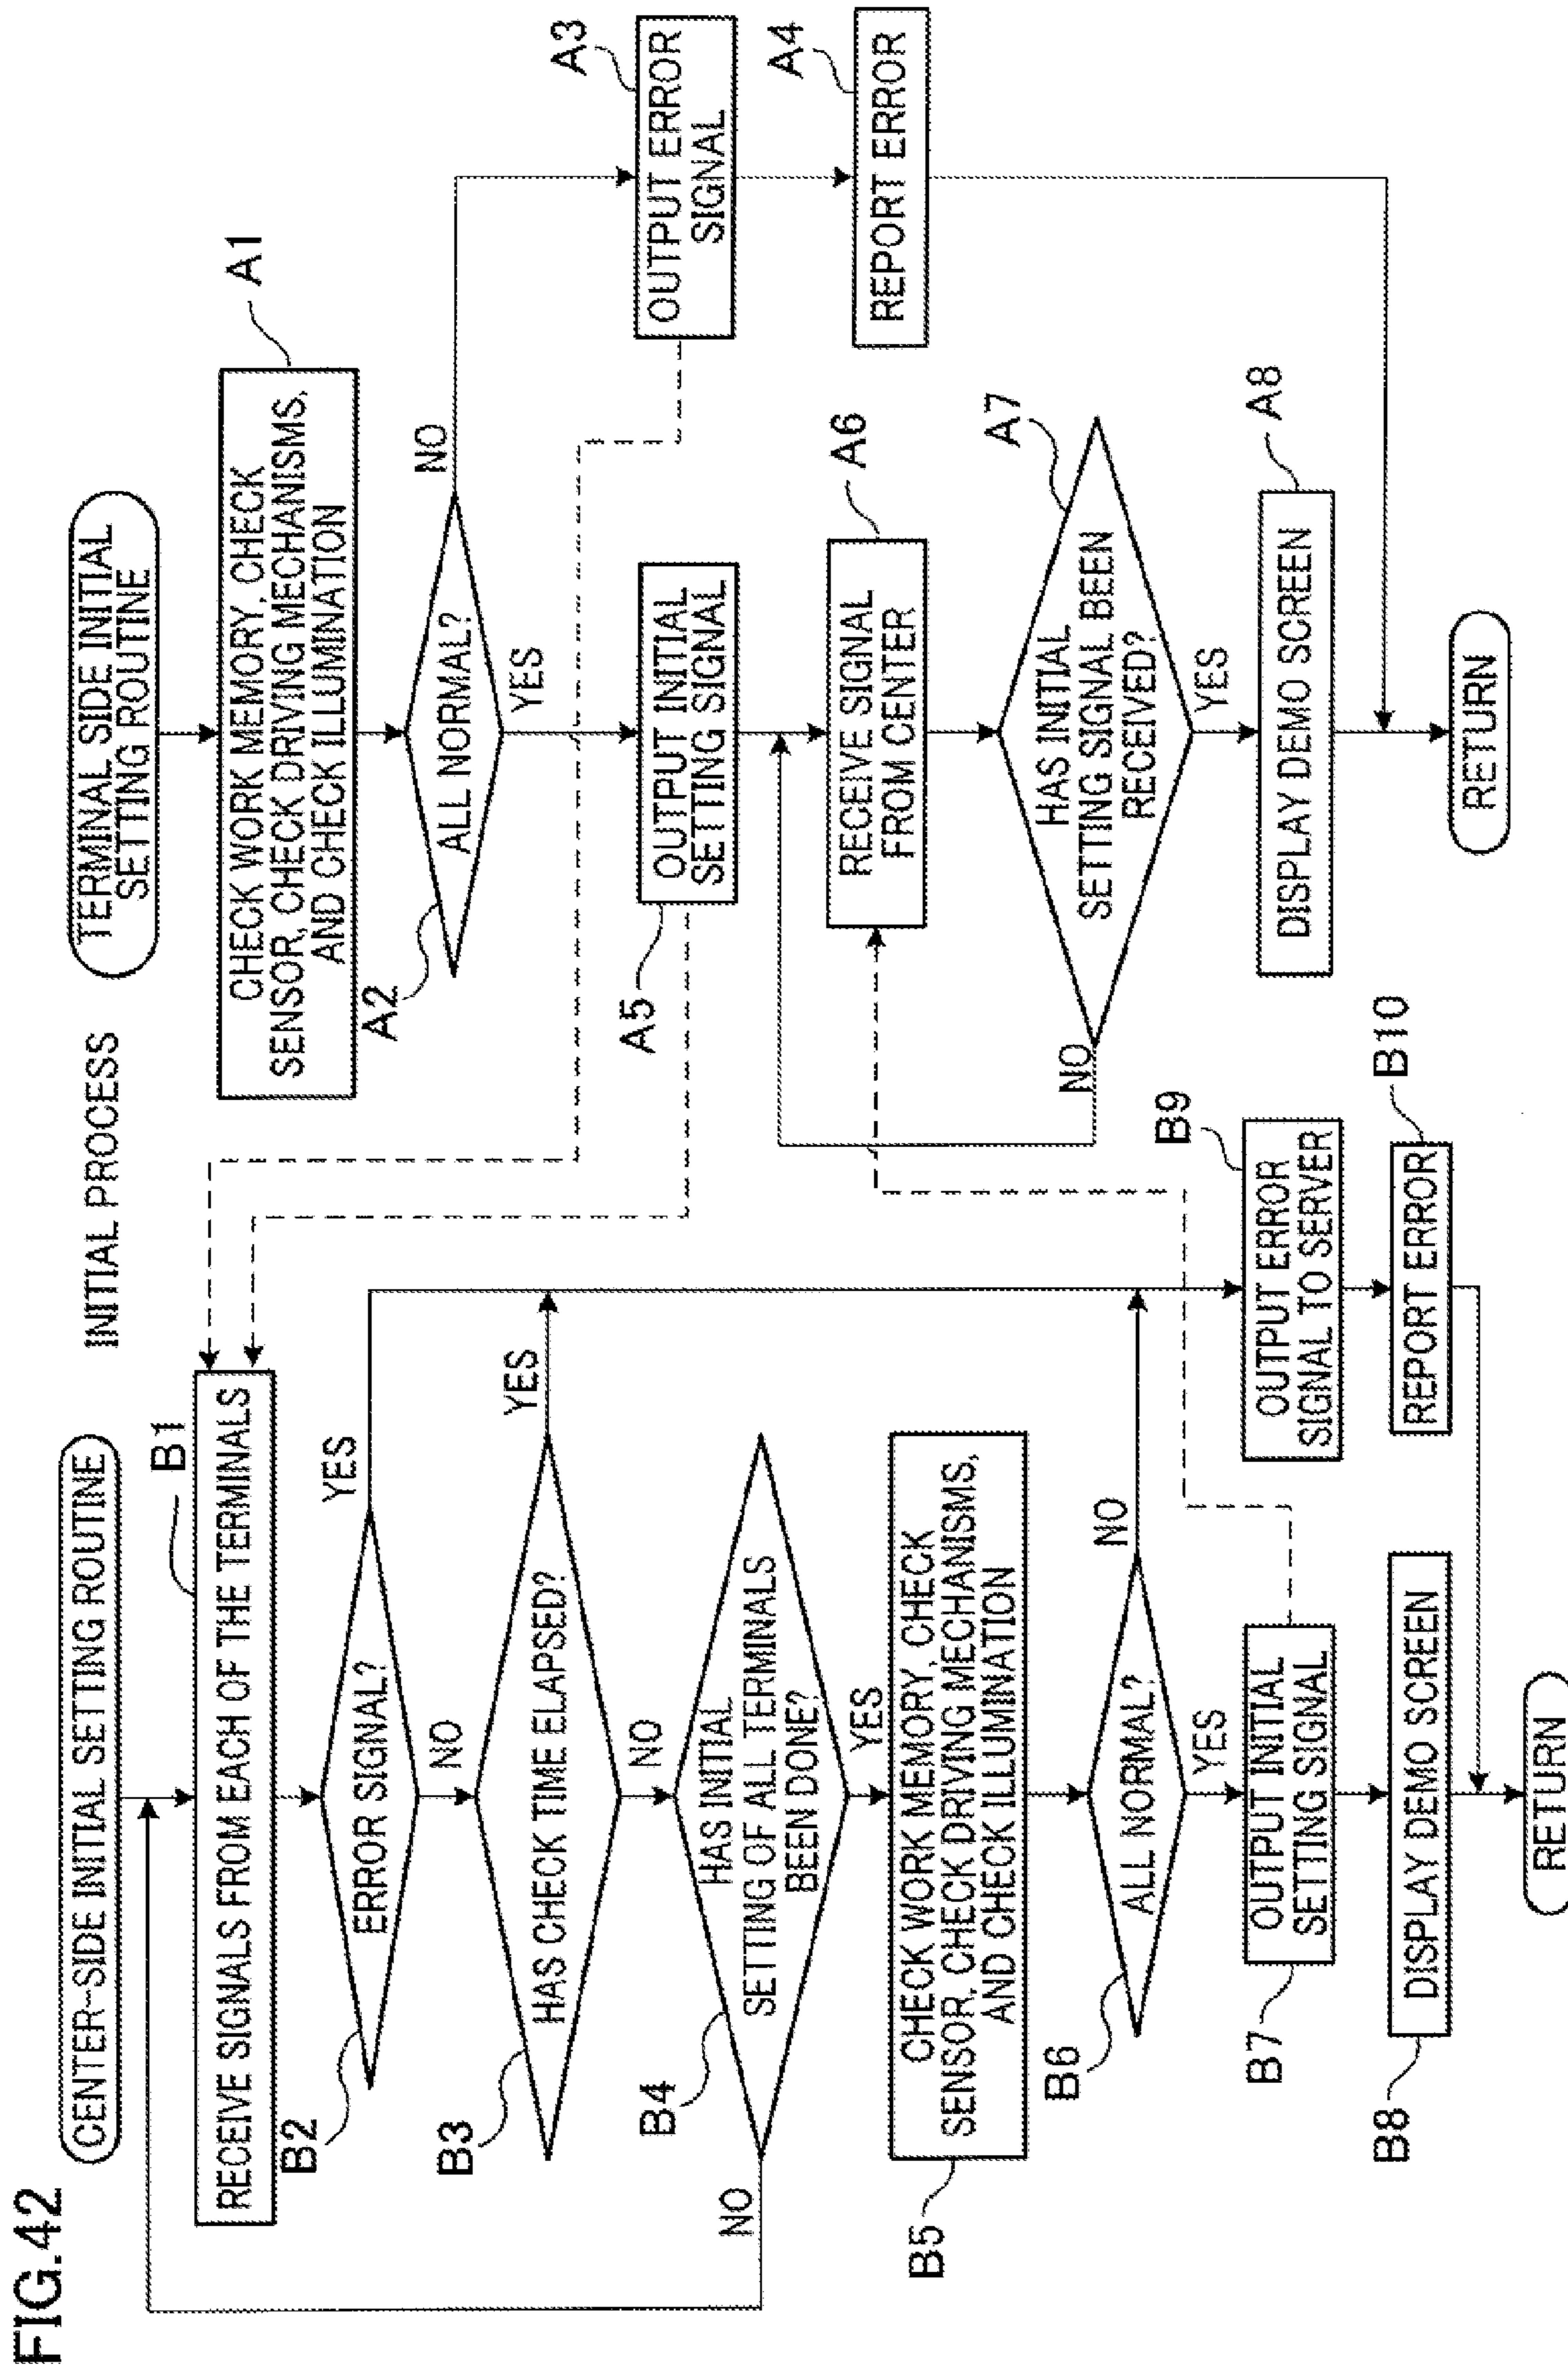 FIG.42
INITIAL PROCESS
CENTER-SIDE INITIAL SETTING ROUTINE
B1
RECEIVE SIGNALS FROM EACH OF THE TERMINALS
B2
ERROR SIGNAL?
YES
NO
B3
HAS CHECK TIME ELAPSED?
YES
NO
B4
HAS INITIAL
SETTING OF ALL TERMINALS
BEEN DONE?
NO
YES
B5
CHECK WORK MEMORY, CHECK
SENSOR, CHECK DRIVING MECHANISMS,
AND CHECK ILLUMINATION
B6
ALL NORMAL?
NO
YES
B7
OUTPUT INITIAL
SETTING SIGNAL
B8
DISPLAY DEMO SCREEN
B9
OUTPUT ERROR
SIGNAL TO SERVER
B10
REPORT ERROR
RETURN
TERMINAL SIDE INITIAL
SETTING ROUTINE
A1
CHECK WORK MEMORY, CHECK
SENSOR, CHECK DRIVING MECHANISMS,
AND CHECK ILLUMINATION
A2
ALL NORMAL?
NO
YES
A3
OUTPUT ERROR
SIGNAL
A4
REPORT ERROR
A5
OUTPUT INITIAL
SETTING SIGNAL
A6
RECEIVE SIGNAL
FROM CENTER
A7
HAS INITIAL
SETTING SIGNAL BEEN
RECEIVED?
NO
YES
A8
DISPLAY DEMO SCREEN
RETURN